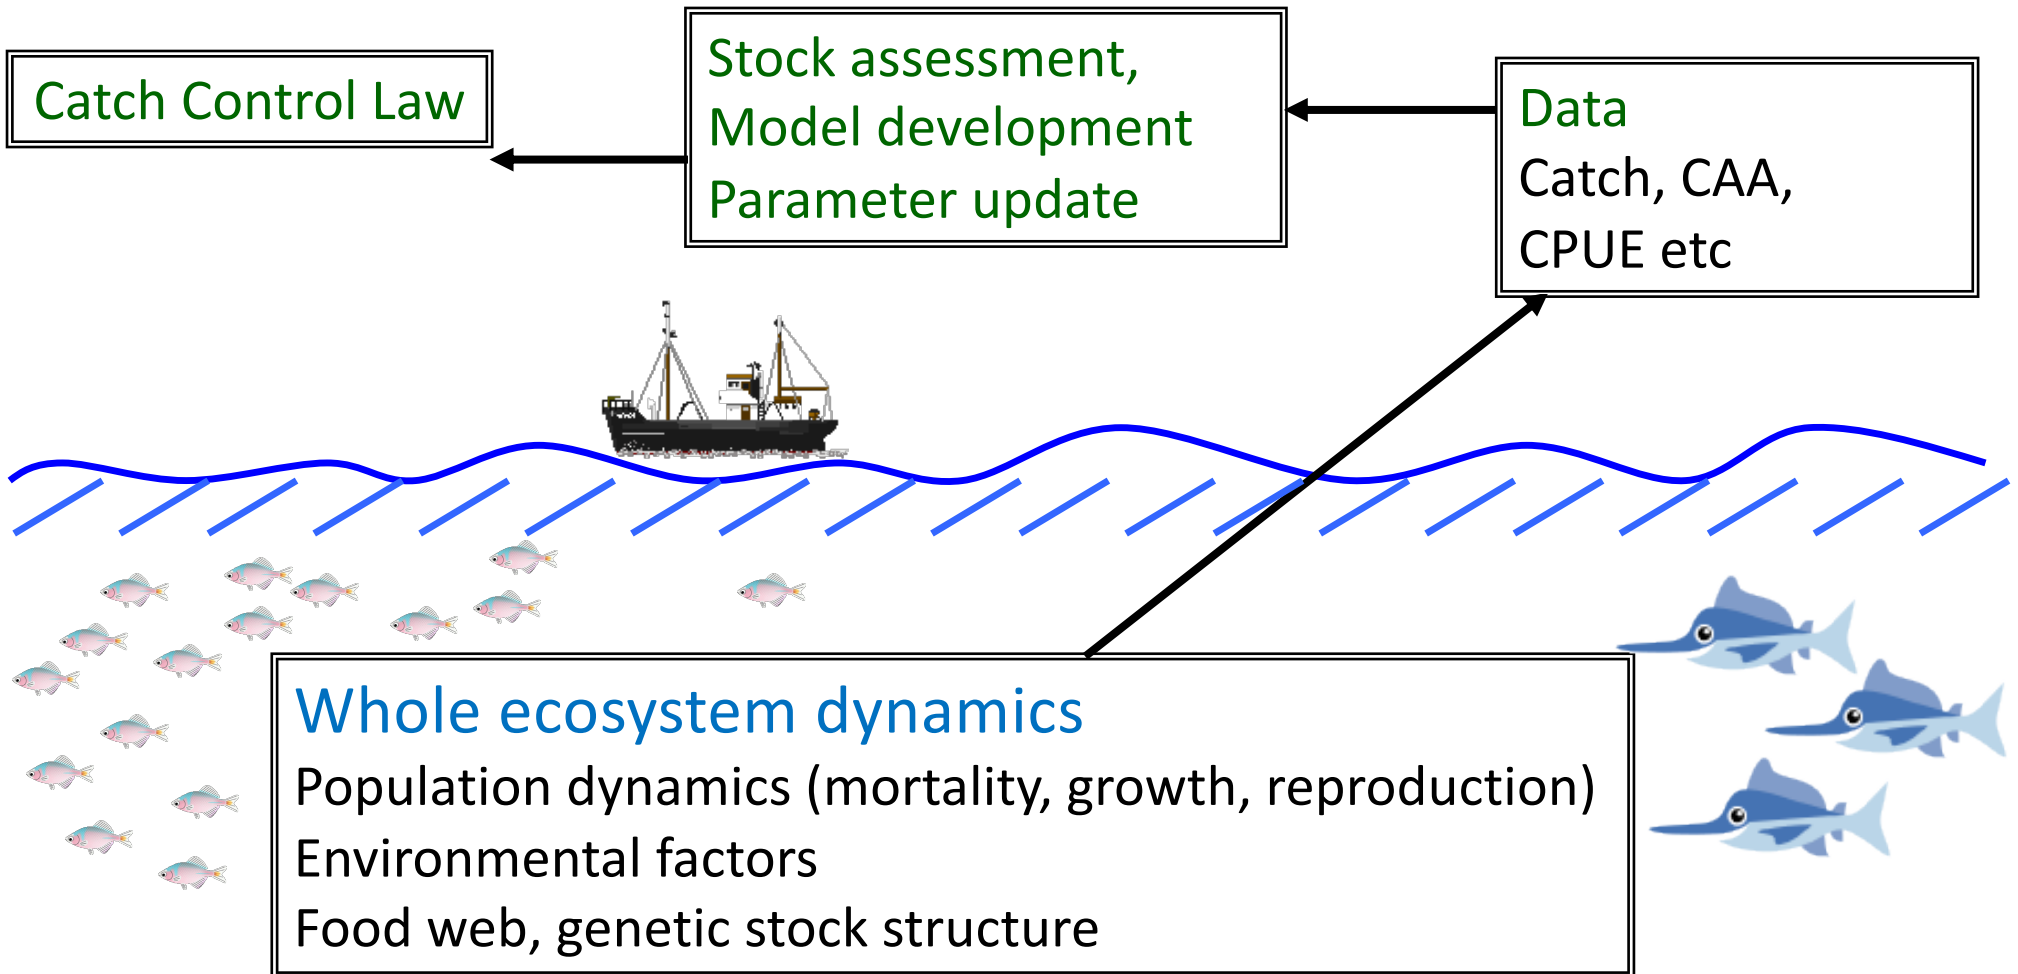 Catch Control Law
Stock assessment,
Model development
Parameter update
Data
Catch, CAA,
CPUE etc
Whole ecosystem dynamics
Population dynamics (mortality, growth, reproduction)
Environmental factors
Food web, genetic stock structure